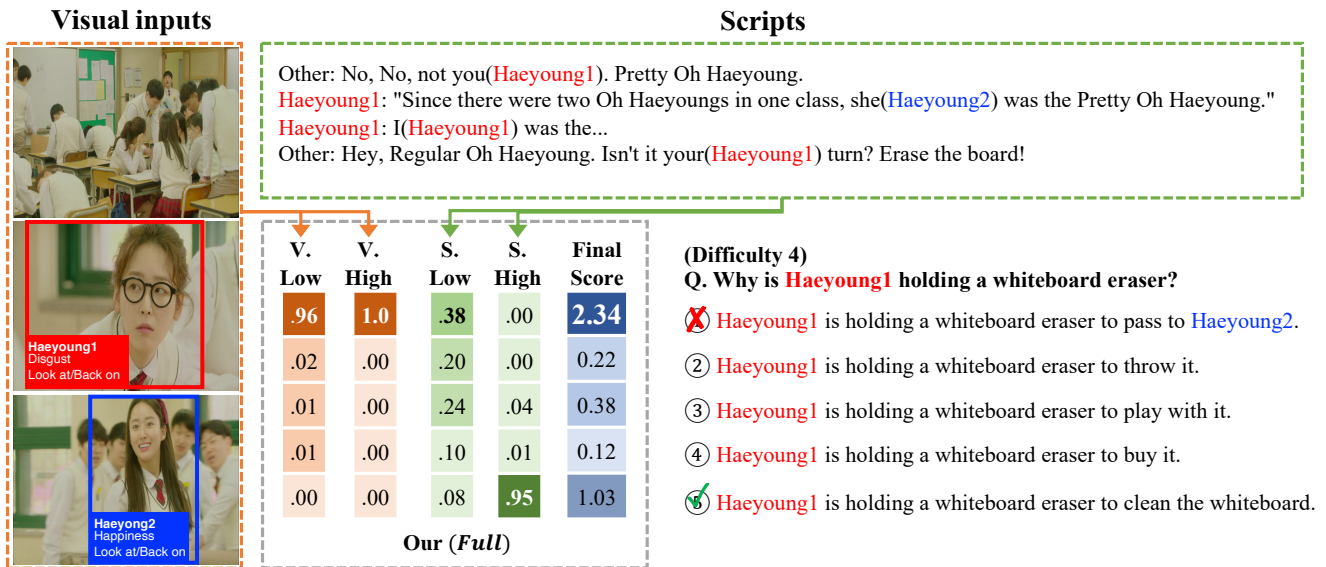 Visual inputs
Scripts
Other: No, No, not you(Haeyoung1). Pretty Oh Haeyoung.
Haeyoung1: "Since there were two Oh Haeyoungs in one class, she(Haeyoung2) was the Pretty Oh Haeyoung."
Haeyoung1: I(Haeyoung1) was the...
Other: Hey, Regular Oh Haeyoung. Isn't it your(Haeyoung1) turn? Erase the board!
Haeyoung1
Disgust
Look at/Back on
Haeyong2
Happiness
Look at/Back on
V. Low V. High S. Low S. High Final Score
.96 1.0 .38 .00 2.34
.02 .00 .20 .00 0.22
.01 .00 .24 .04 0.38
.01 .00 .10 .01 0.12
.00 .00 .08 .95 1.03
Our (Full)
(Difficulty 4)
Q. Why is Haeyoung1 holding a whiteboard eraser?
Haeyoung1 is holding a whiteboard eraser to pass to Haeyoung2.
② Haeyoung1 is holding a whiteboard eraser to throw it.
③ Haeyoung1 is holding a whiteboard eraser to play with it.
④ Haeyoung1 is holding a whiteboard eraser to buy it.
⑤ Haeyoung1 is holding a whiteboard eraser to clean the whiteboard.